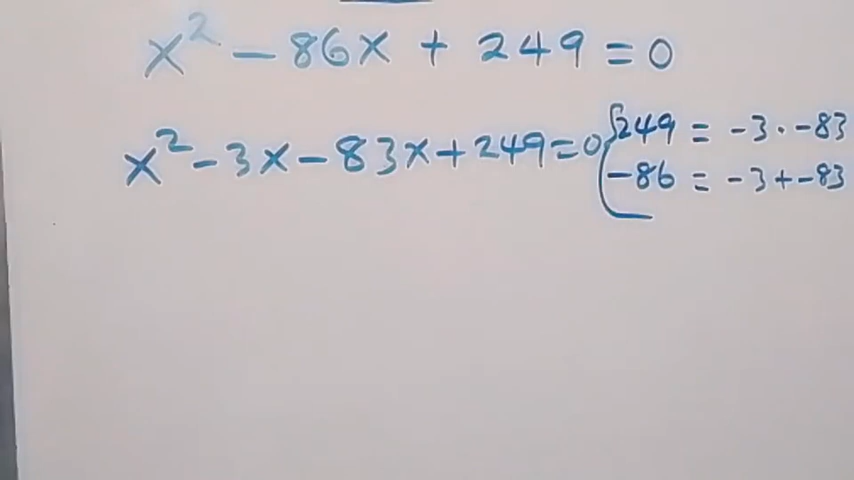 x² - 86x + 249 = 0
x² - 3x - 83x + 249 = 0
249 = -3 · -83
-86 = -3 + -83